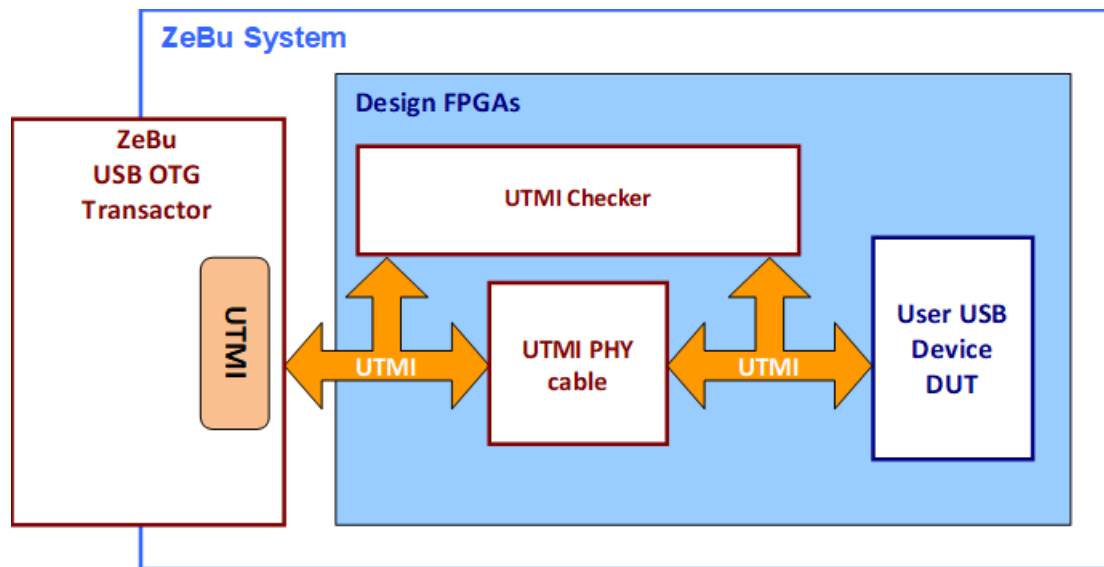 ZeBu System
Design FPGAs
ZeBu
USB OTG
Transactor
UTMI Checker
UTMI
UTMI
UTMI PHY
cable
UTMI
User USB
Device
DUT